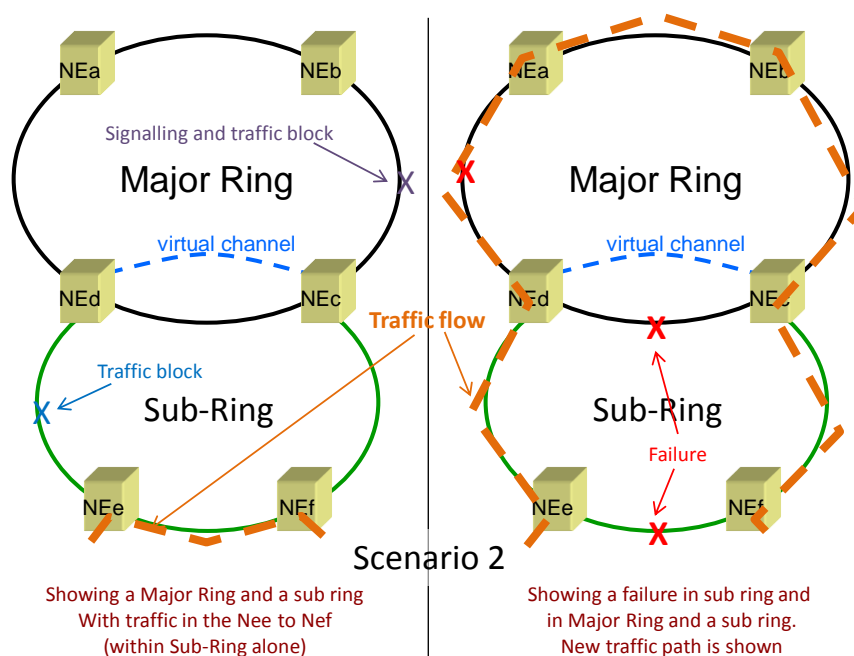 NEa
NEb
Signalling and traffic block
X
Major Ring
virtual channel
NEd
NEc
Traffic block
X
Sub-Ring
NEe
NEf
Traffic flow
NEa
NEb
X
Major Ring
virtual channel
NEd
NEc
X
Sub-Ring
Failure
NEe
NEf
X
Scenario 2
Showing a Major Ring and a sub ring
With traffic in the Nee to Nef
(within Sub-Ring alone)
Showing a failure in sub ring and
in Major Ring and a sub ring.
New traffic path is shown